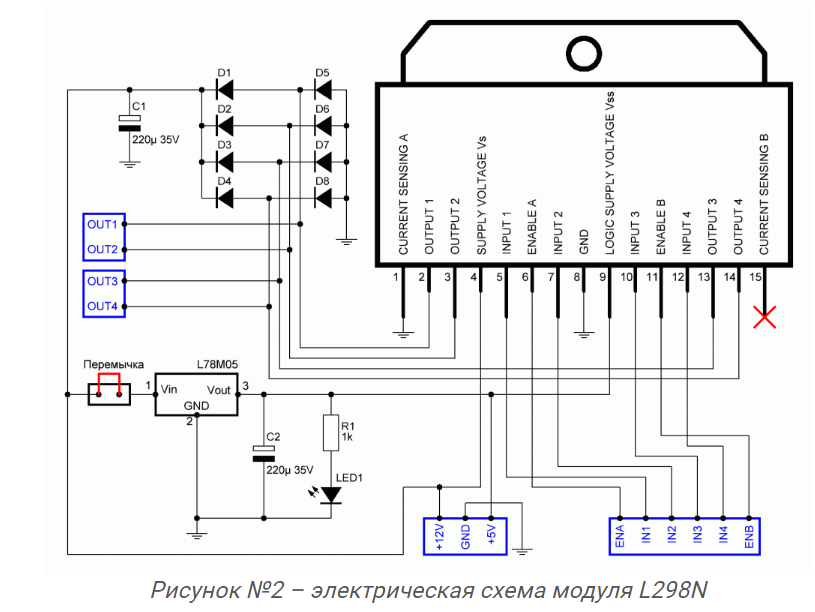 D1
D5
C1
220µ 35V
D2
D6
D3
D7
D4
D8
OUT1
OUT2
OUT3
OUT4
CURRENT SENSING A
OUTPUT 1
OUTPUT 2
SUPPLY VOLTAGE Vs
INPUT 1
ENABLE A
INPUT 2
GND
LOGIC SUPPLY VOLTAGE Vss
INPUT 3
ENABLE B
INPUT 4
OUTPUT 3
OUTPUT 4
CURRENT SENSING B
1
2
3
4
5
6
7
8
9
10
11
12
13
14
15
Перемычка
L78M05
1
Vin
Vout
3
GND
2
C2
220µ 35V
R1
1k
LED1
+12V
GND
+5V
ENA
IN1
IN2
IN3
IN4
ENB
Рисунок №2 – электрическая схема модуля L298N